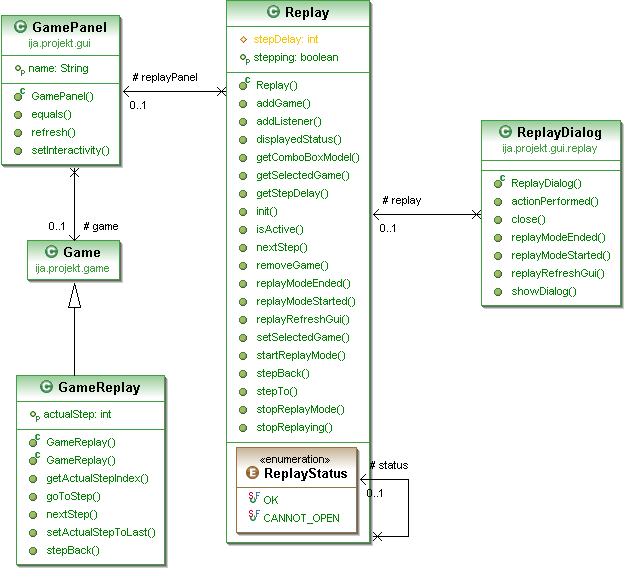 GamePanel
ija.projekt.gui
name: String
GamePanel()
equals()
refresh()
setInteractivity()
# replayPanel
0..1
0..1
# game
Game
ija.projekt.game
GameReplay
actualStep: int
GameReplay()
GameReplay()
getActualStepIndex()
goToStep()
nextStep()
setActualStepToLast()
stepBack()
Replay
stepDelay: int
stepping: boolean
Replay()
addGame()
addListener()
displayedStatus()
getComboBoxModel()
getSelectedGame()
getStepDelay()
init()
isActive()
nextStep()
removeGame()
replayModeEnded()
replayModeStarted()
replayRefreshGui()
setSelectedGame()
startReplayMode()
stepBack()
stepTo()
stopReplayMode()
stopReplaying()
«enumeration»
ReplayStatus
OK
CANNOT_OPEN
# status
0..1
# replay
0..1
ReplayDialog
ija.projekt.gui.replay
ReplayDialog()
actionPerformed()
close()
replayModeEnded()
replayModeStarted()
replayRefreshGui()
showDialog()